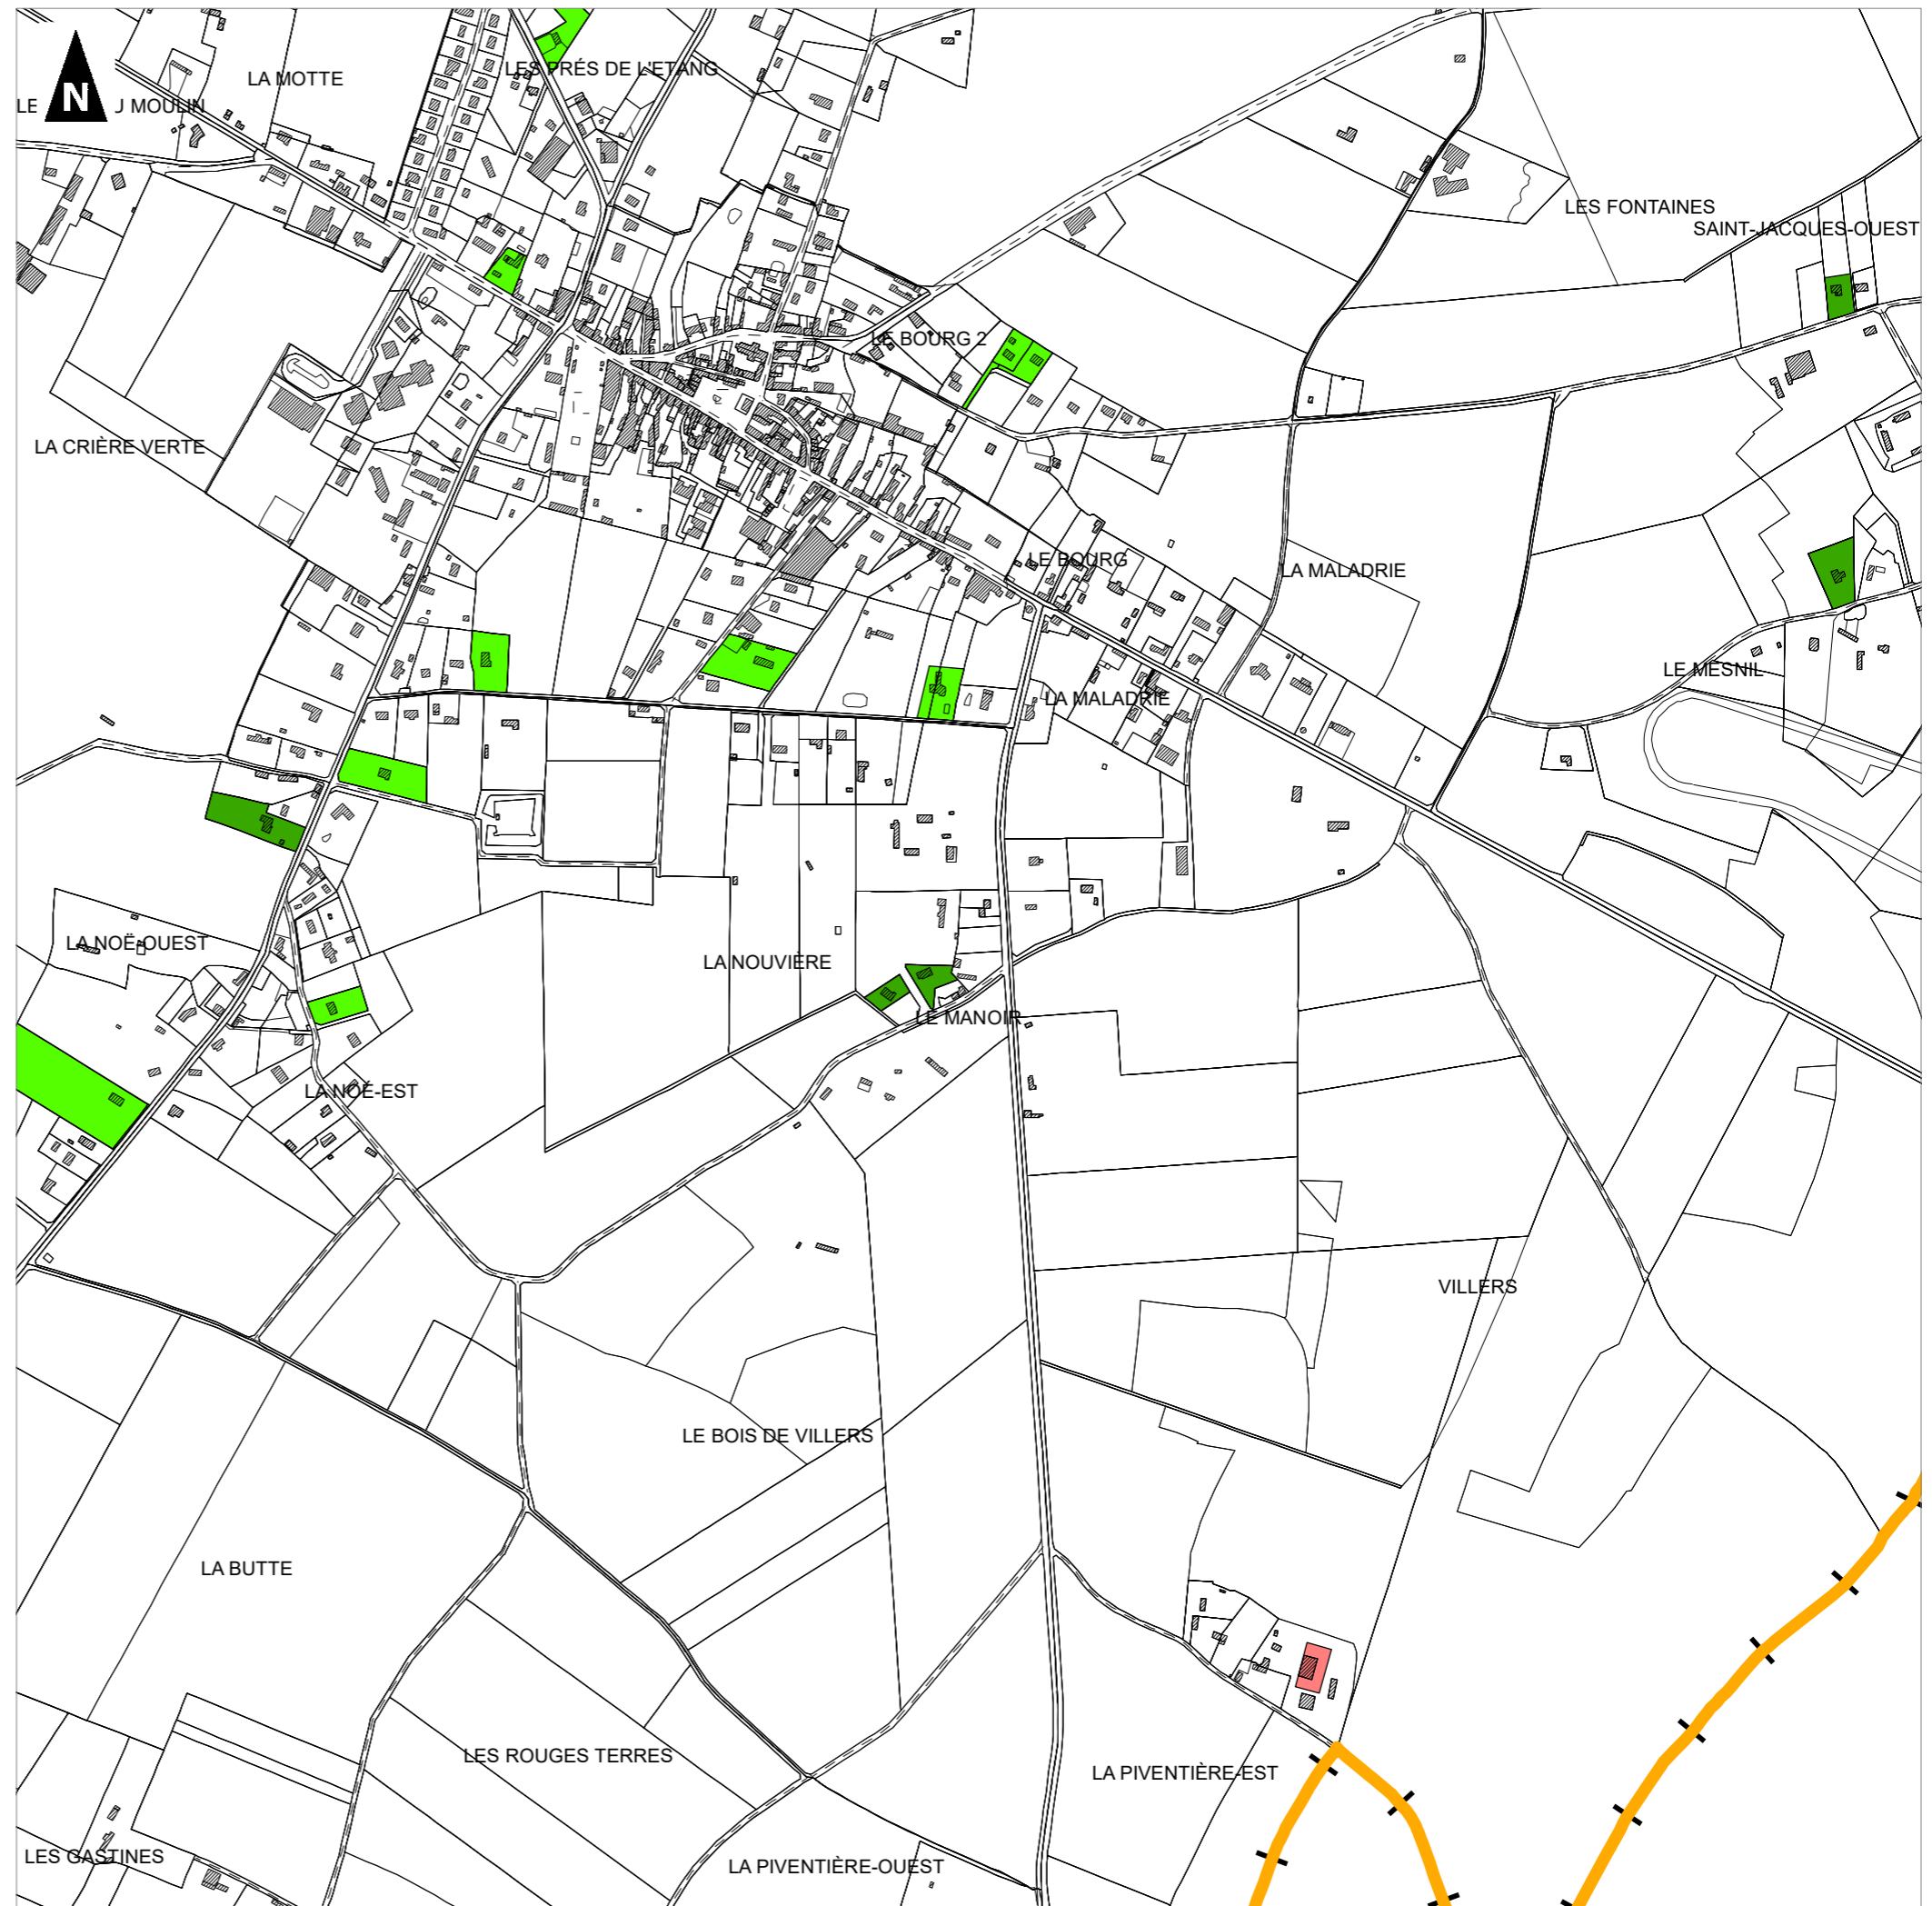 LA MOTTE
LES PRÉS DE L'ETANG
N
LE
J MOULIN
LES FONTAINES
SAINT-JACQUES-OUEST
LE BOURG 2
LA CRIÈRE VERTE
LE BOURG
LA MALADRIE
LE MESNIL
LA MALADRIE
LA NOË-OUEST
LA NOUVIÈRE
LE MANOIR
LA NOË-EST
VILLERS
LE BOIS DE VILLERS
LA BUTTE
LES ROUGES TERRES
LA PIVENTIÈRE-EST
LES GASTINES
LA PIVENTIÈRE-OUEST